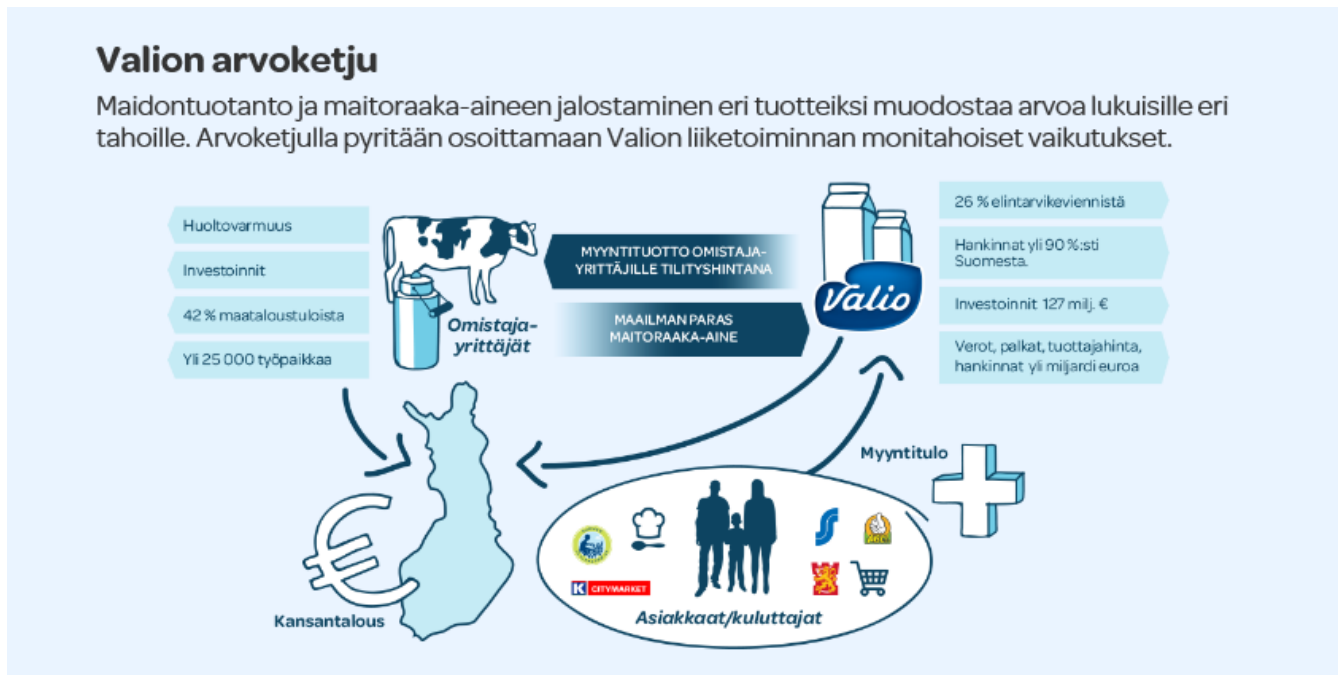 Valion arvoketju
Maidontuotanto ja maitoraaka-aineen jalostaminen eri tuotteiksi muodostaa arvoa lukuisille eri
tahoille. Arvoketjulla pyritään osoittamaan Valion liiketoiminnan monitahoiset vaikutukset.
Huoltovarmuus
Investoinnit
42 % maataloustuloista
Yli 25 000 työpaikkaa
Omistaja-
yrittäjät
MYYNTITUOTTO OMISTAJA-
YRITTÄJILLE TILITYSHINTANA
MAAILMAN PARAS
MAITORAAKA-AINE
Valio
26 % elintarvikeviennistä
Hankinnat yli 90 %:sti
Suomesta.
Investoinnit 127 milj. €
Verot, palkat, tuottajahinta,
hankinnat yli miljardi euroa
Myyntitulo
€
Kansantalous
K CITYMARKET
Asiakkaat/kuluttajat